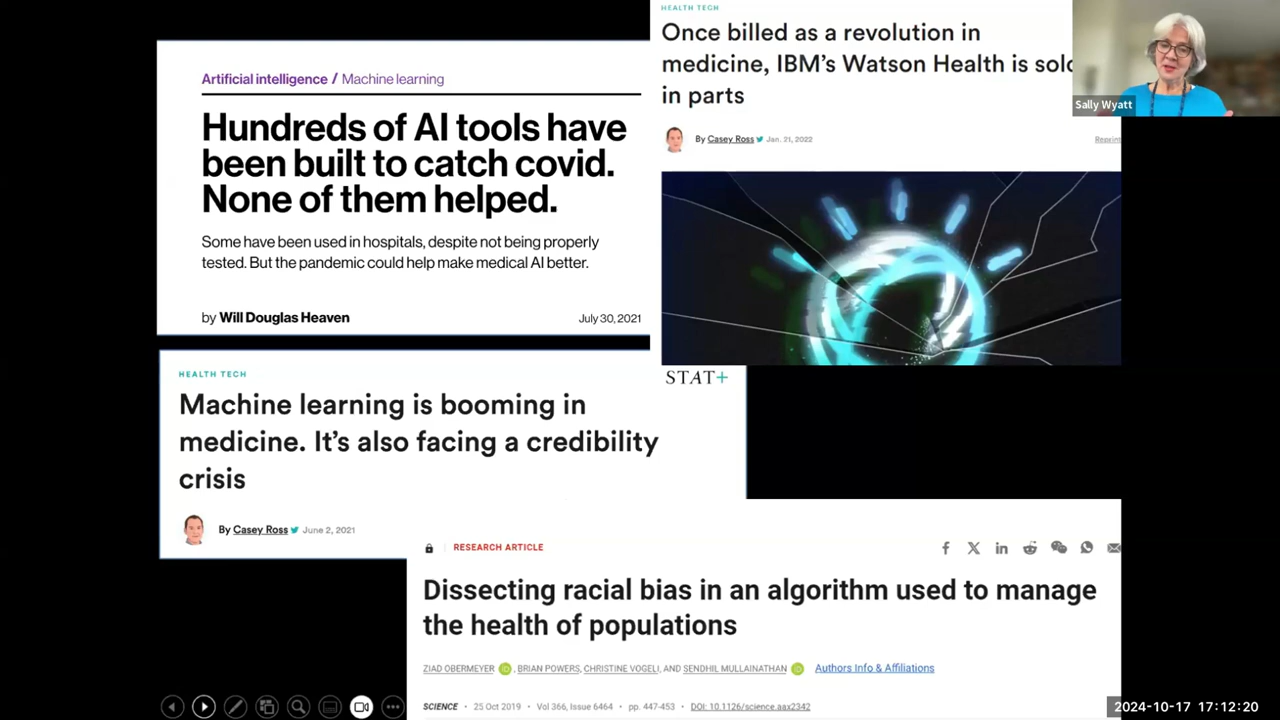 Artificial intelligence / Machine learning
Hundreds of AI tools have
been built to catch covid.
None of them helped.
Some have been used in hospitals, despite not being properly
tested. But the pandemic could help make medical AI better.
by Will Douglas Heaven
July 30, 2021
HEALTH TECH
Once billed as a revolution in
medicine, IBM's Watson Health is sold
in parts
By Casey Ross Jan. 21, 2022
Reprint
Sally Wyatt
STAT+
HEALTH TECH
Machine learning is booming in
medicine. It's also facing a credibility
crisis
By Casey Ross June 2, 2021
RESEARCH ARTICLE
Dissecting racial bias in an algorithm used to manage
the health of populations
ZIAD OBERMEYER, BRIAN POWERS, CHRISTINE VOGELI, AND SENDHIL MULLAINATHAN Authors Info & Affiliations
SCIENCE • 25 Oct 2019 • Vol 366, Issue 6464 • pp. 447-453 • DOI: 10.1126/science.aax2342
2024-10-17 17:12:20